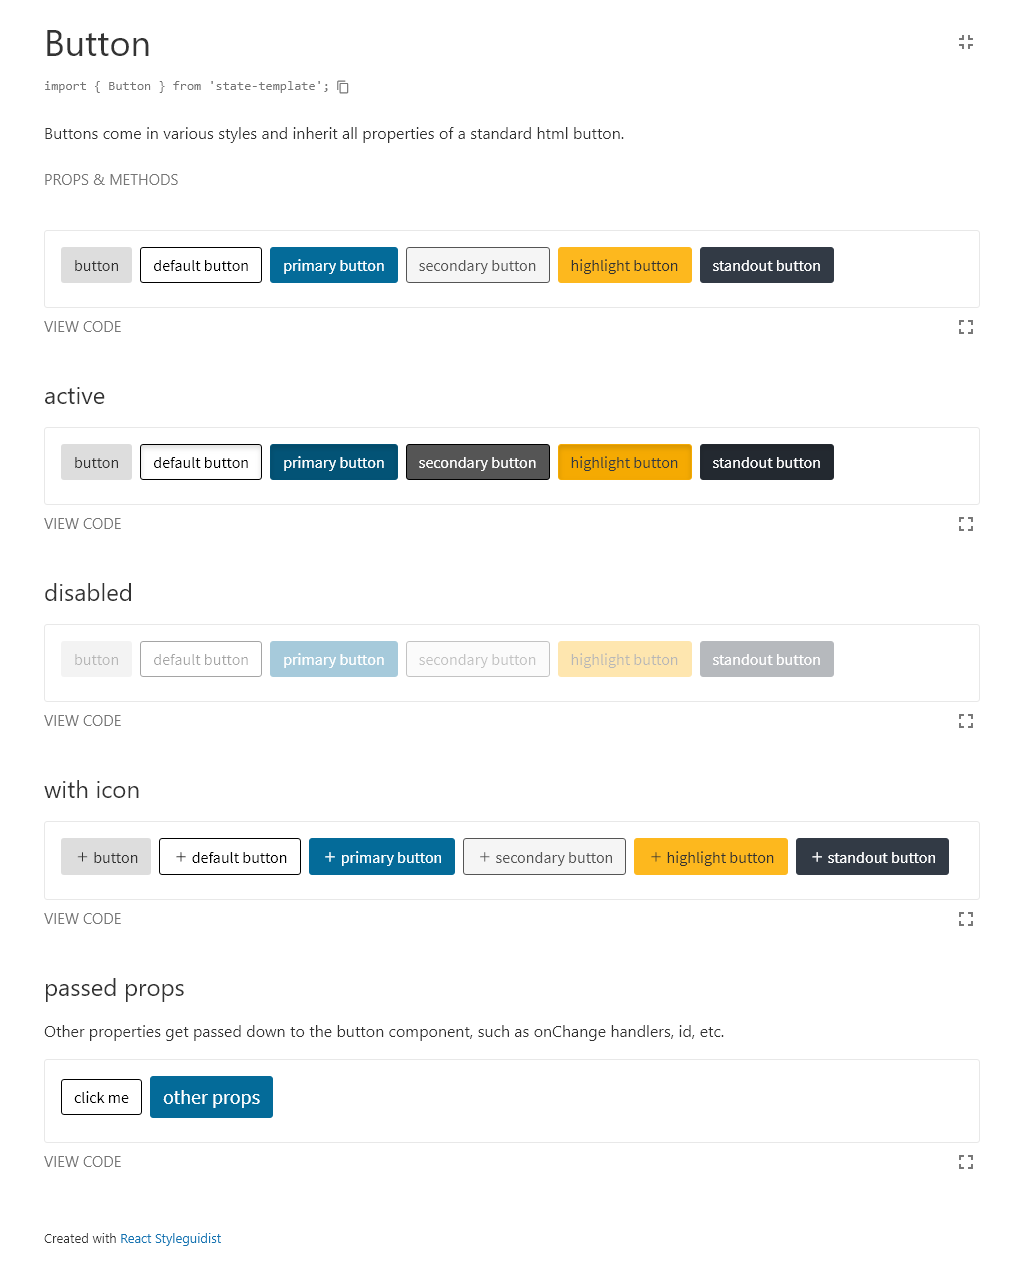 Button
import { Button } from 'state-template';
Buttons come in various styles and inherit all properties of a standard html button.
PROPS & METHODS
button default button primary button secondary button highlight button standout button
VIEW CODE
active
button default button primary button secondary button highlight button standout button
VIEW CODE
disabled
button default button primary button secondary button highlight button standout button
VIEW CODE
with icon
+ button + default button + primary button + secondary button + highlight button + standout button
VIEW CODE
passed props
Other properties get passed down to the button component, such as onChange handlers, id, etc.
click me other props
VIEW CODE
Created with React Styleguidist